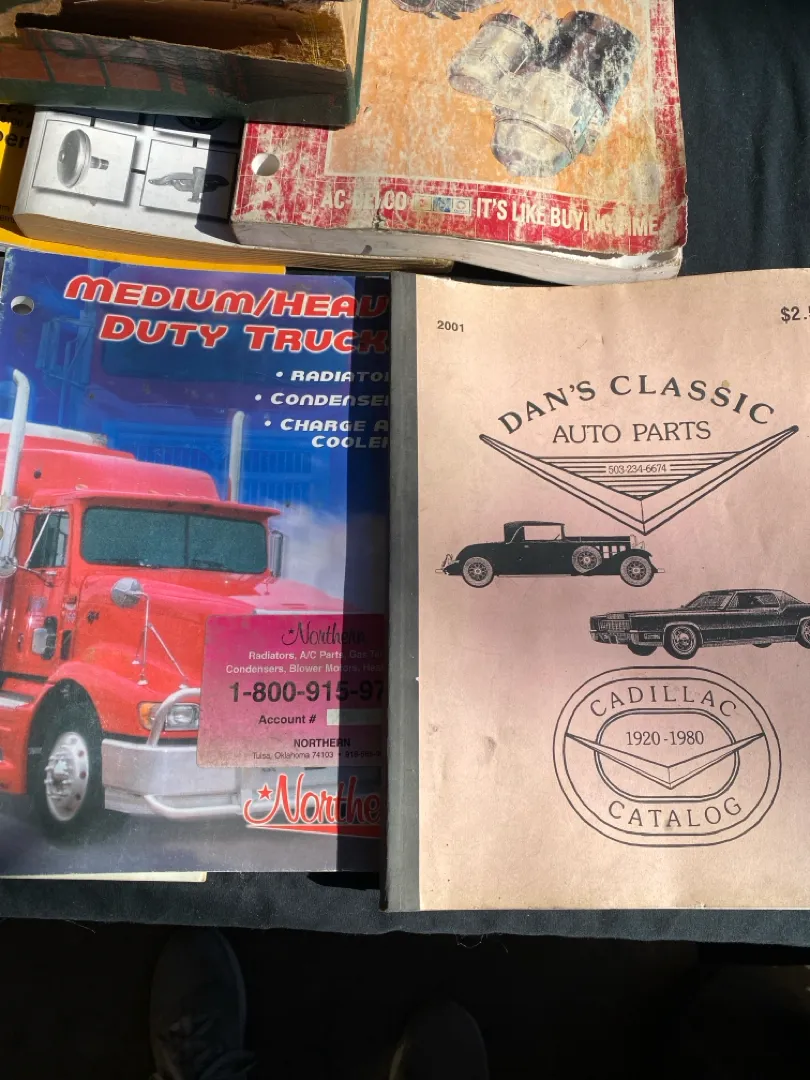 AC-DELCO IT'S LIKE BUYING TIME
MEDIUM/HEAV
DUTY TRUCK
• RADIATO
• CONDENSE
• CHARGE A
COOLE
Northern
Radiators, A/C Parts, Gas
Condensers, Blower Motors,
1-800-915-97
Account #
NORTHERN
Tulsa, Oklahoma 74103
Northe
2001
$2.
DAN'S CLASSIC
AUTO PARTS
503-234-6674
CADILLAC
1920-1980
CATALOG